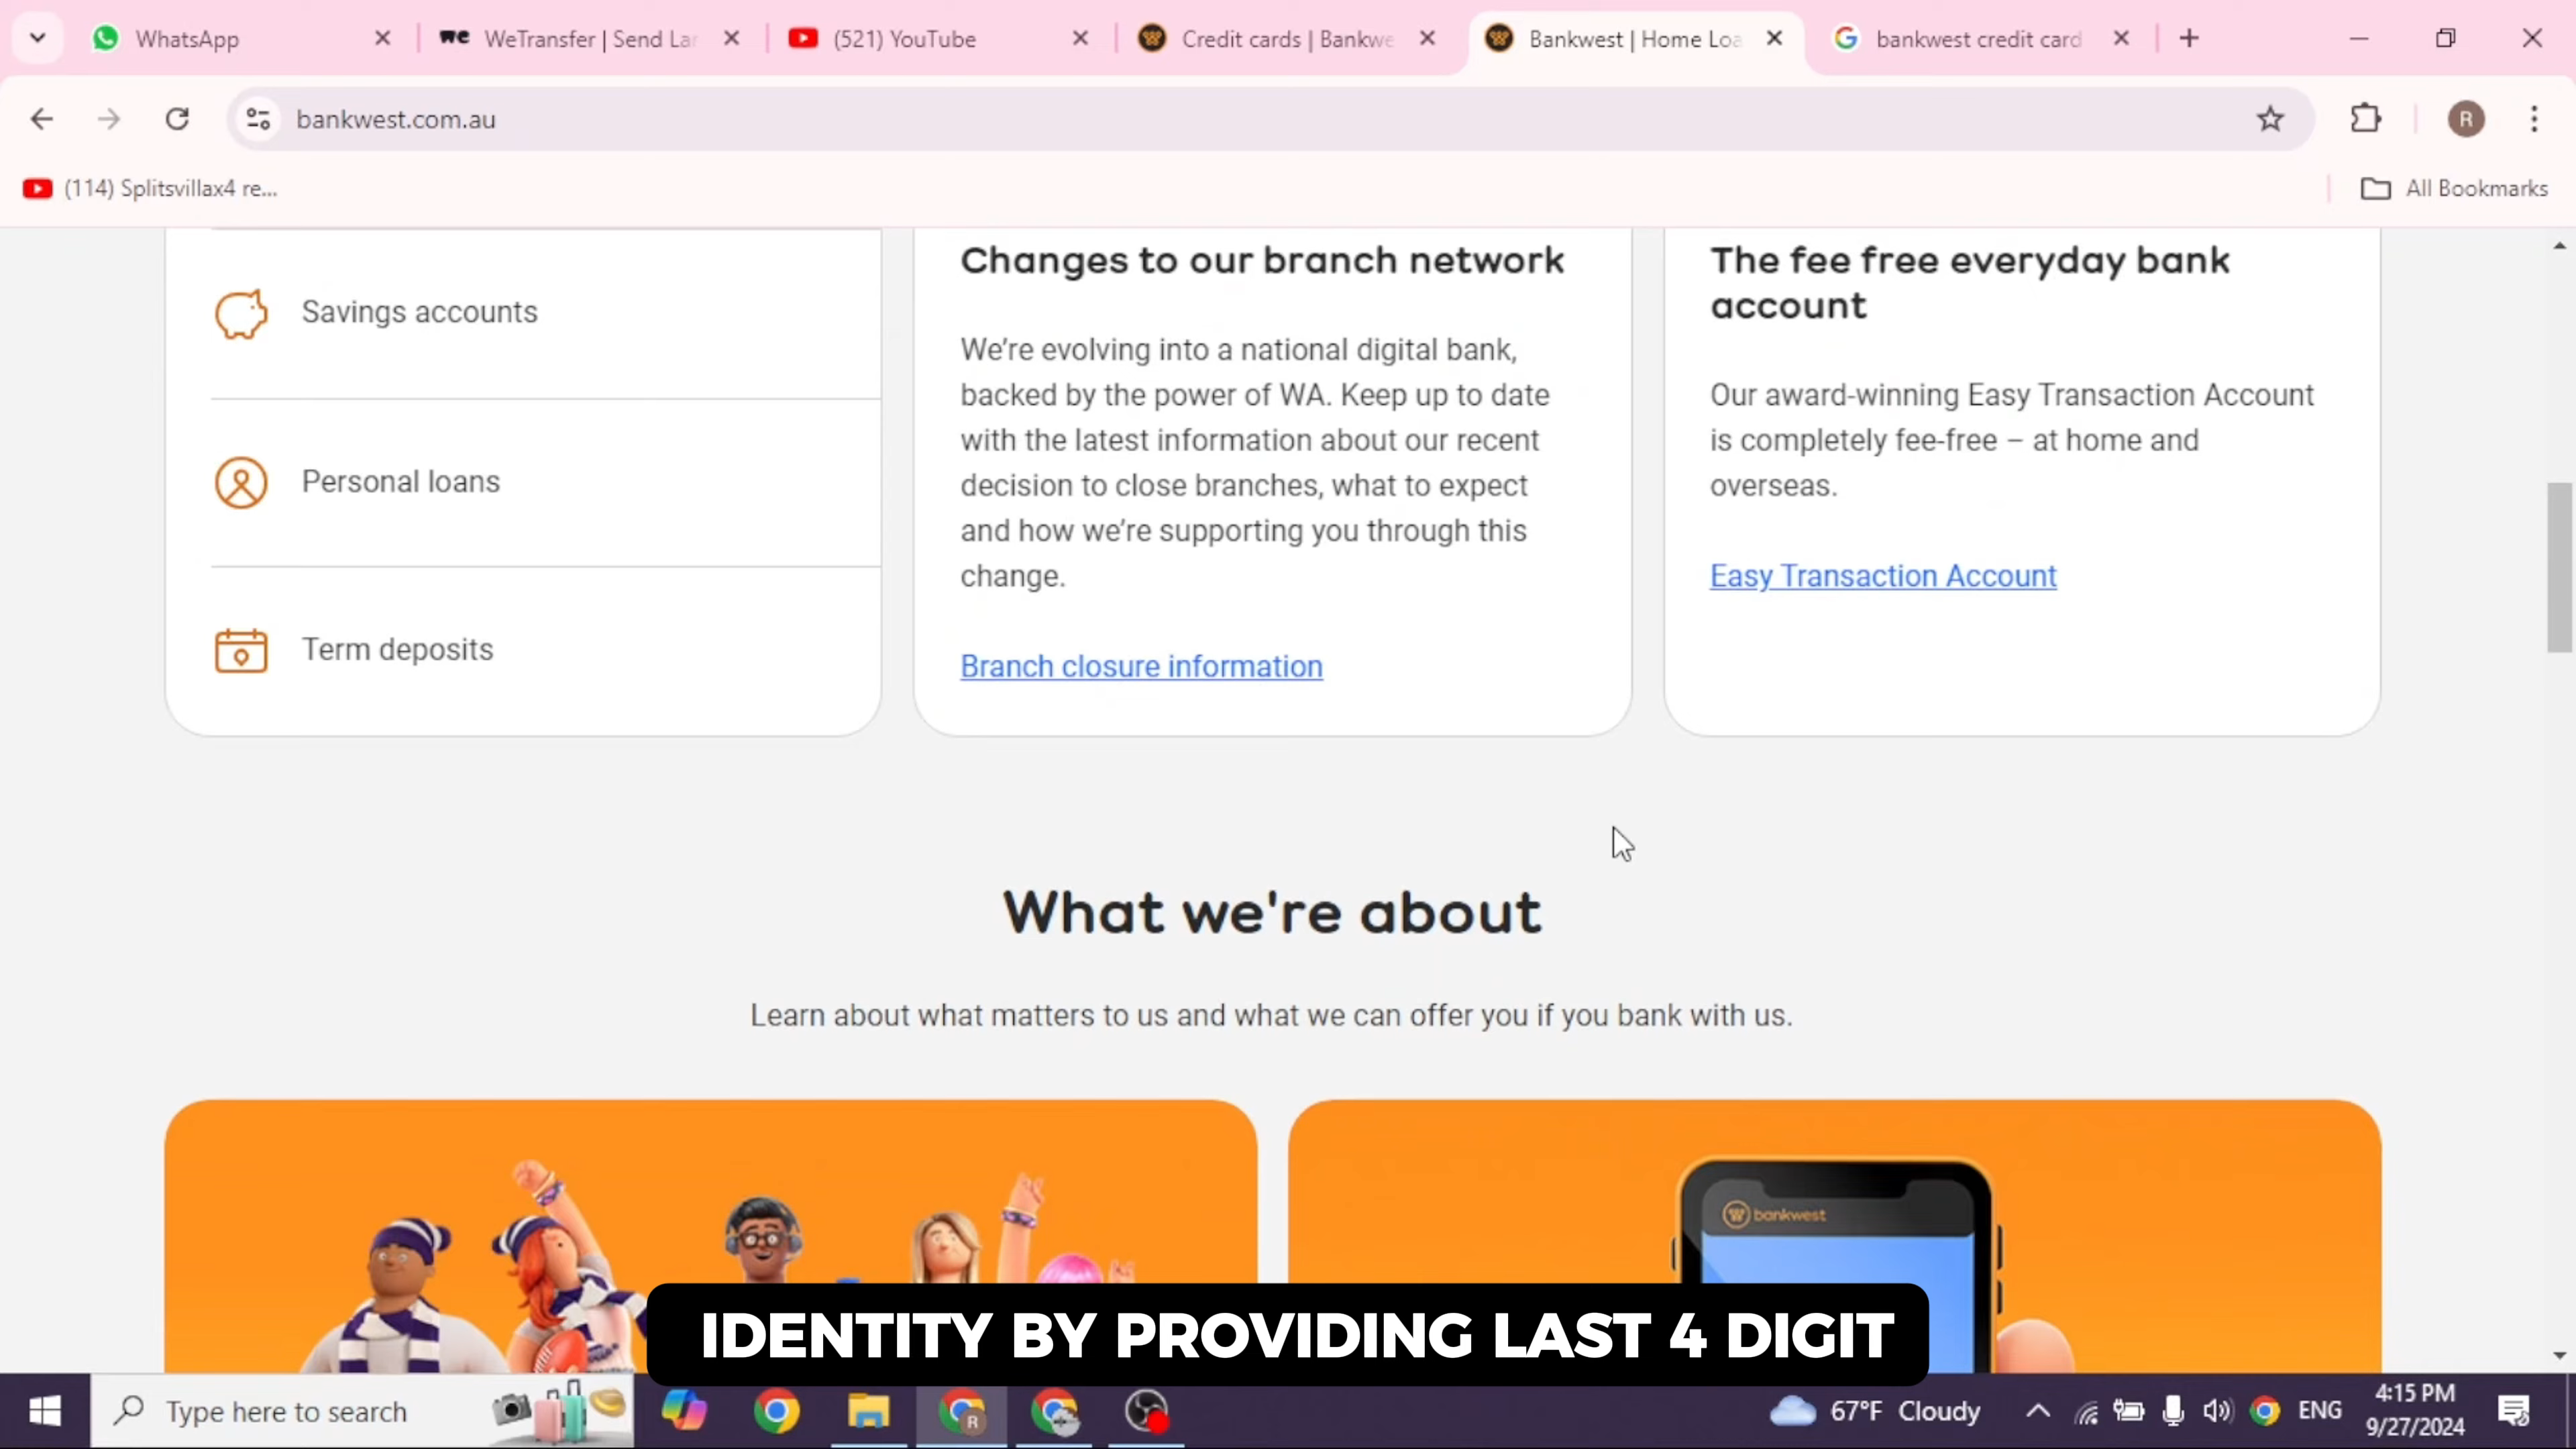 WhatsApp
WeTransfer | Send Lar
(521) YouTube
Credit cards | Bankwe
Bankwest | Home Loa
bankwest credit card
bankwest.com.au
R
(114) Splitsvillax4 re...
All Bookmarks
Savings accounts
Personal loans
Term deposits
Changes to our branch network
We're evolving into a national digital bank,
backed by the power of WA. Keep up to date
with the latest information about our recent
decision to close branches, what to expect
and how we're supporting you through this
change.
Branch closure information
The fee free everyday bank
account
Our award-winning Easy Transaction Account
is completely fee-free – at home and
overseas.
Easy Transaction Account
What we're about
Learn about what matters to us and what we can offer you if you bank with us.
bankwest
IDENTITY BY PROVIDING LAST 4 DIGIT
Type here to search
67°F Cloudy
ENG
4:15 PM
9/27/2024